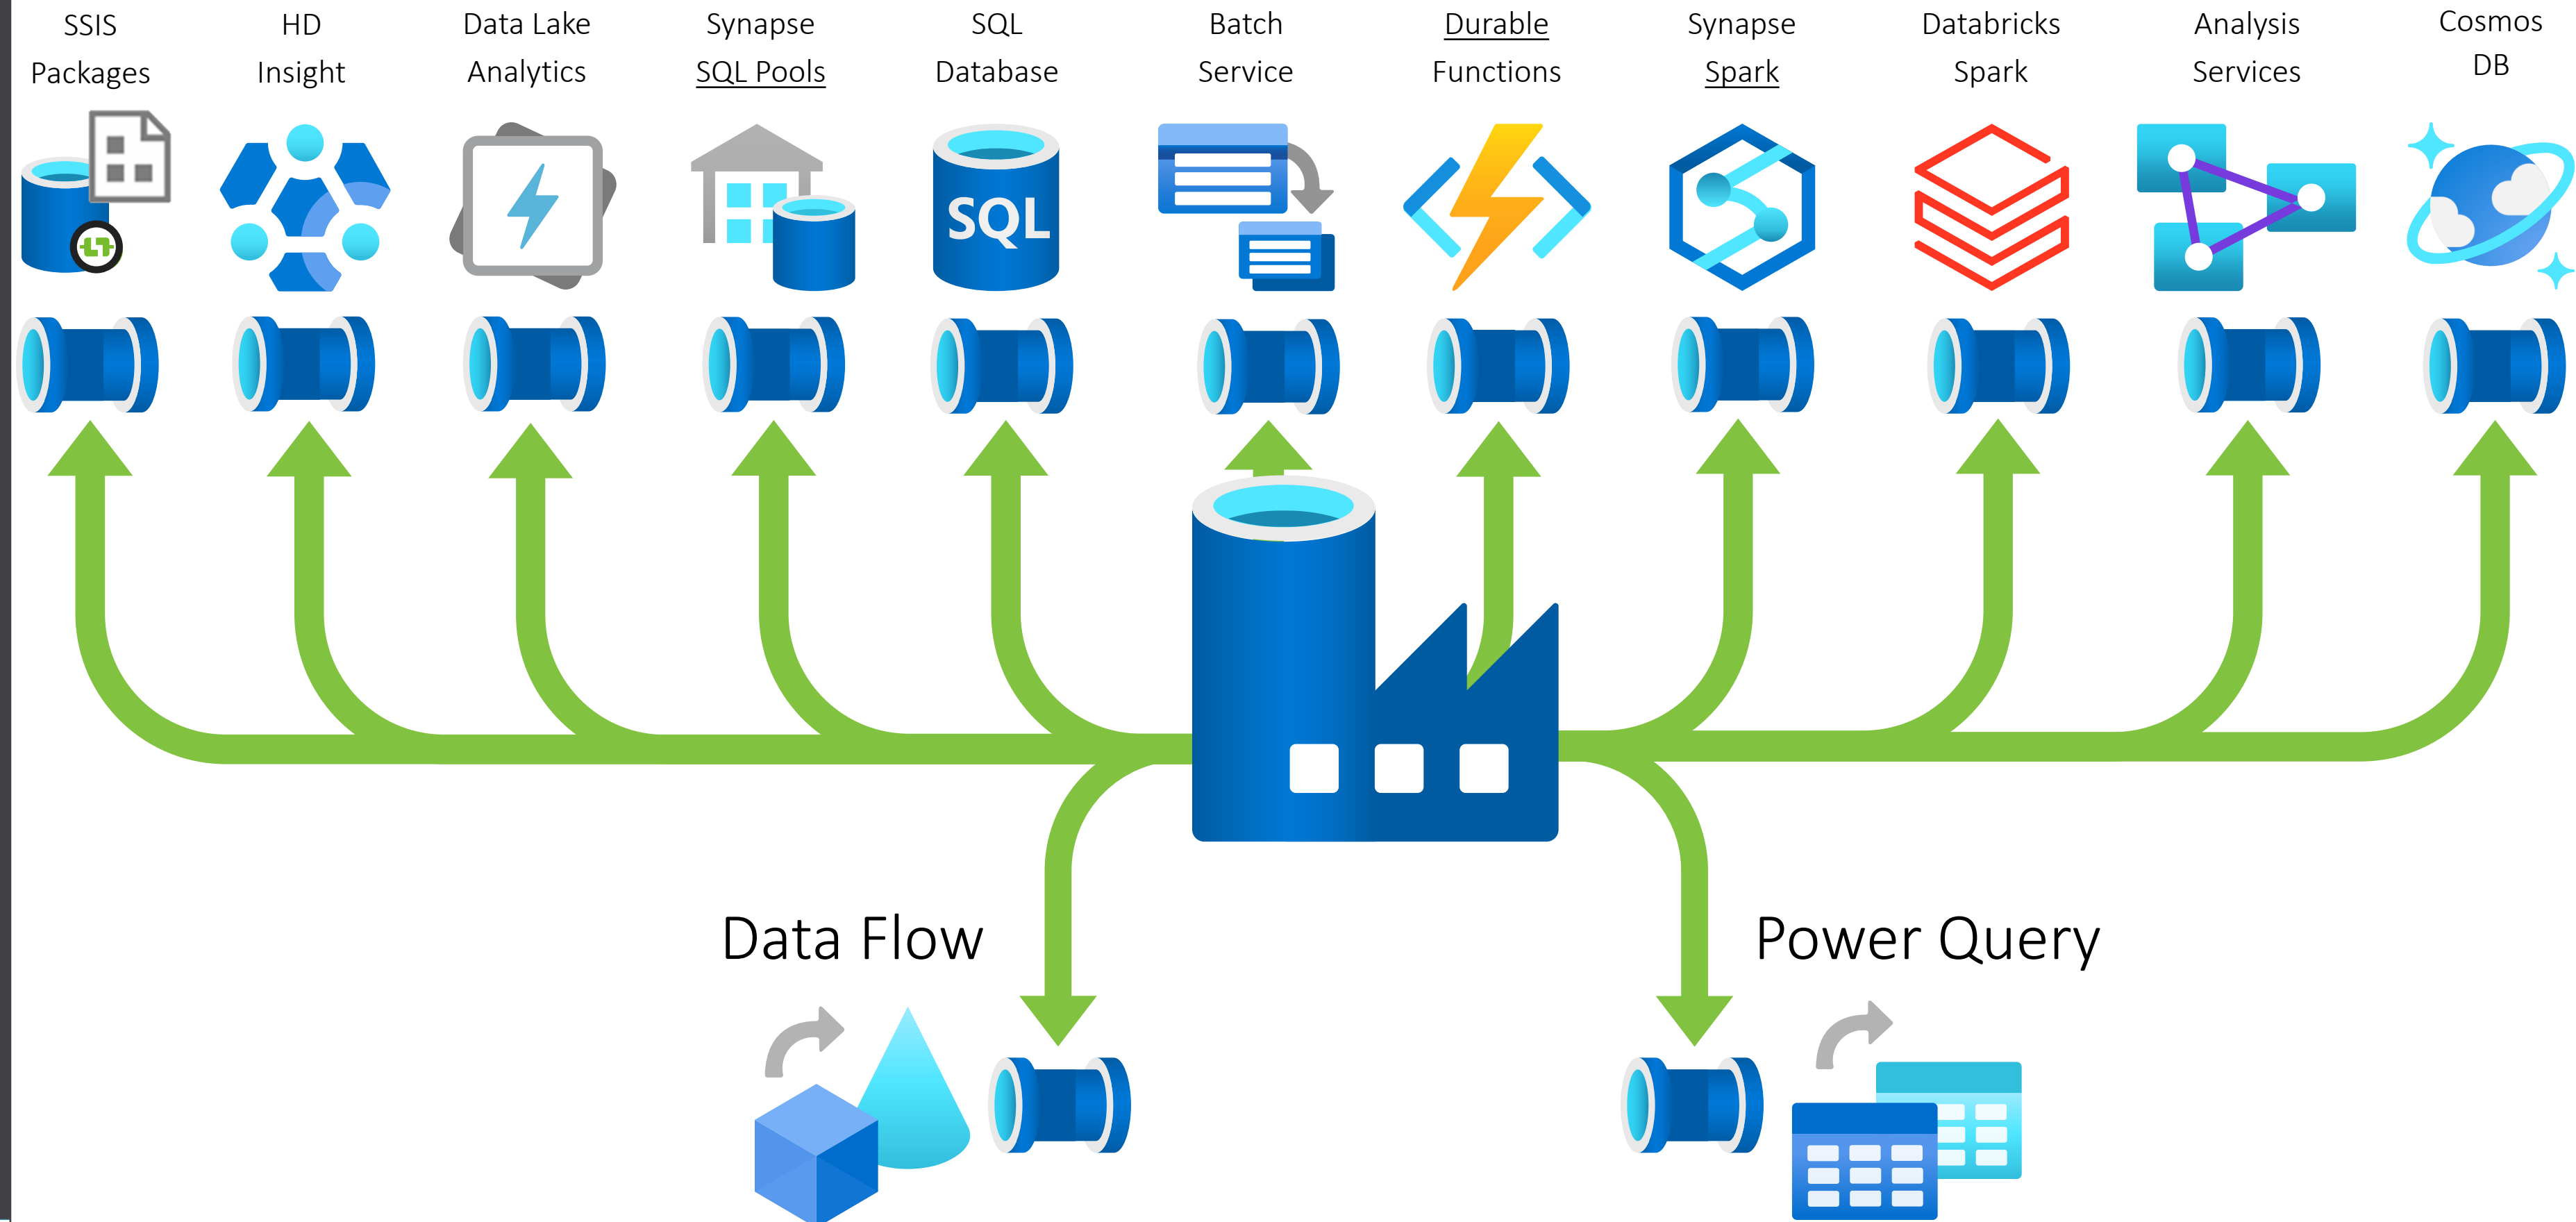 SSIS
Packages
HD
Insight
Data Lake
Analytics
Synapse
SQL Pools
SQL
Database
Batch
Service
Durable
Functions
Synapse
Spark
Databricks
Spark
Analysis
Services
Cosmos
DB
SQL
Data Flow
Power Query